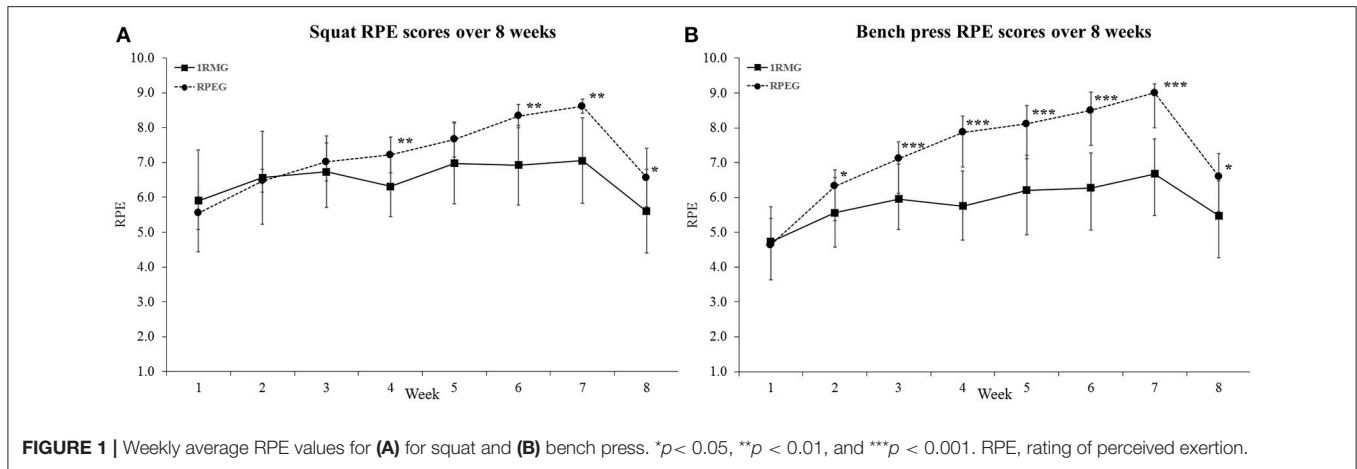 A
Squat RPE scores over 8 weeks
10.0
9.0
8.0
7.0
6.0
5.0
4.0
3.0
2.0
1.0
RPE
1RMG
RPEG
**
**
**
*
1 2 3 4 5 6 7 8
Week
B
Bench press RPE scores over 8 weeks
10.0
9.0
8.0
7.0
6.0
5.0
4.0
3.0
2.0
1.0
RPE
1RMG
RPEG
*
***
***
***
***
***
*
1 2 3 4 5 6 7 8
Week
FIGURE 1 | Weekly average RPE values for (A) for squat and (B) bench press. *p< 0.05, **p < 0.01, and ***p < 0.001. RPE, rating of perceived exertion.